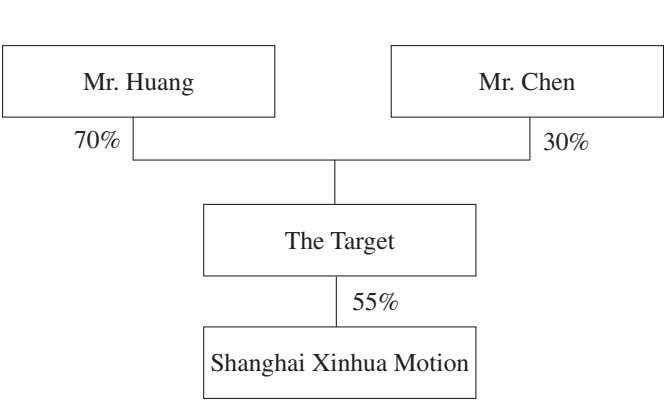 Mr. Huang
Mr. Chen
70%
30%
The Target
55%
Shanghai Xinhua Motion